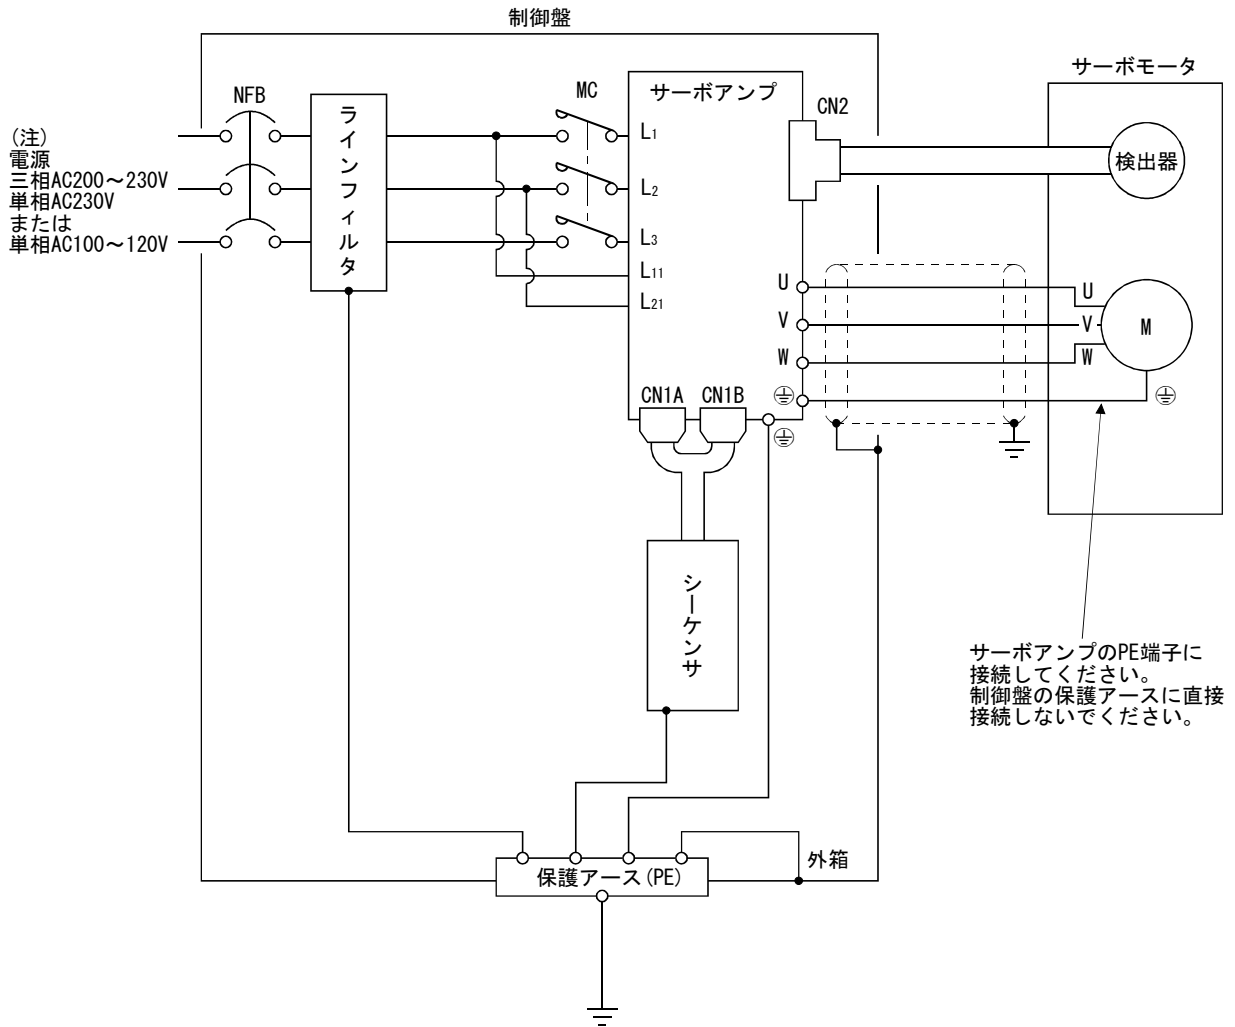 制御盤
サーボモータ
NFB
MC
サーボアンプ
CN2
ラインフィルタ
(注)
電源
三相AC200～230V
単相AC230V
または
単相AC100～120V
L1
L2
L3
L11
L21
検出器
U
V
W
U
V
W
M
CN1A
CN1B
シーケンサ
サーボアンプのPE端子に
接続してください。
制御盤の保護アースに直接
接続しないでください。
外箱
保護アース(PE)